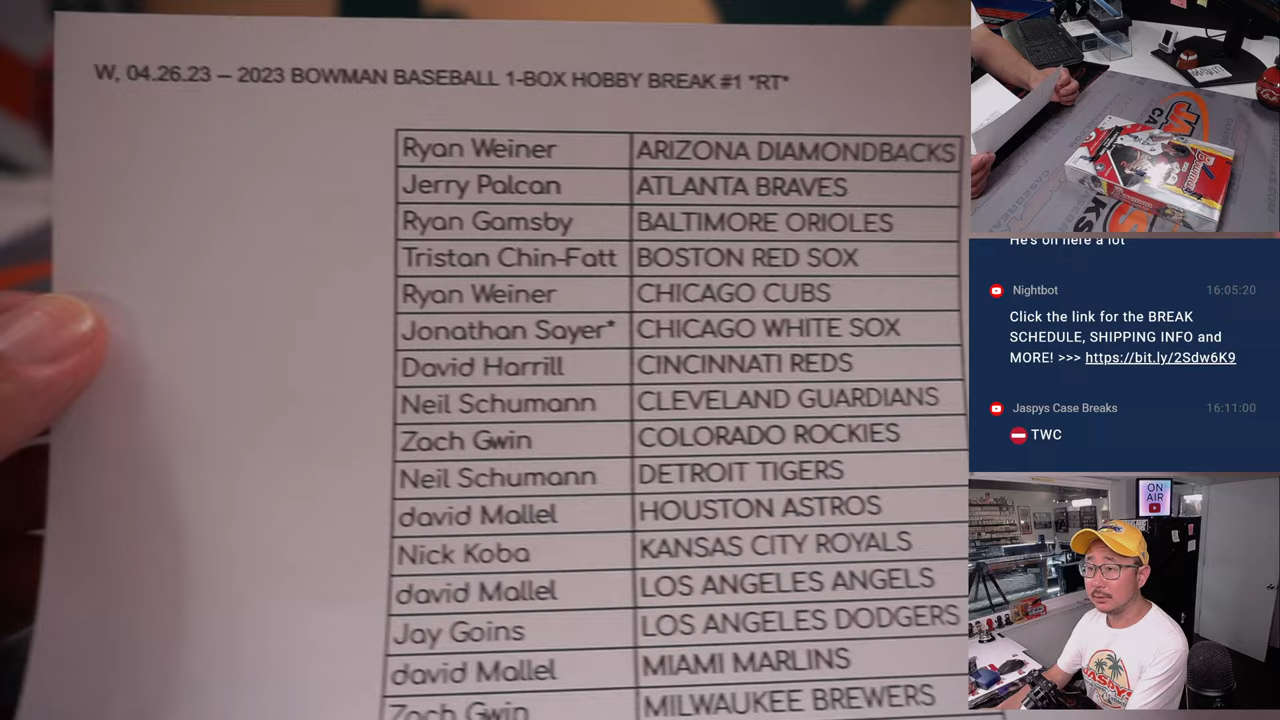 W, 04.26.23 – 2023 BOWMAN BASEBALL 1-BOX HOBBY BREAK #1 "RT"
Ryan Weiner ARIZONA DIAMONDBACKS
Jerry Palcan ATLANTA BRAVES
Ryan Gamsby BALTIMORE ORIOLES
Tristan Chin-Fatt BOSTON RED SOX
Ryan Weiner CHICAGO CUBS
Jonathan Sayer* CHICAGO WHITE SOX
David Harrill CINCINNATI REDS
Neil Schumann CLEVELAND GUARDIANS
Zach Gwin COLORADO ROCKIES
Neil Schumann DETROIT TIGERS
david Mallel HOUSTON ASTROS
Nick Koba KANSAS CITY ROYALS
david Mallel LOS ANGELES ANGELS
Jay Goins LOS ANGELES DODGERS
david Mallel MIAMI MARLINS
Zach Gwin MILWAUKEE BREWERS
Bowman
He's on here a lot
Nightbot 16:05:20
Click the link for the BREAK
SCHEDULE, SHIPPING INFO and
MORE! >>> https://bit.ly/2Sdw6K9
Jaspys Case Breaks 16:11:00
TWC
ON
AIR
JASPYS